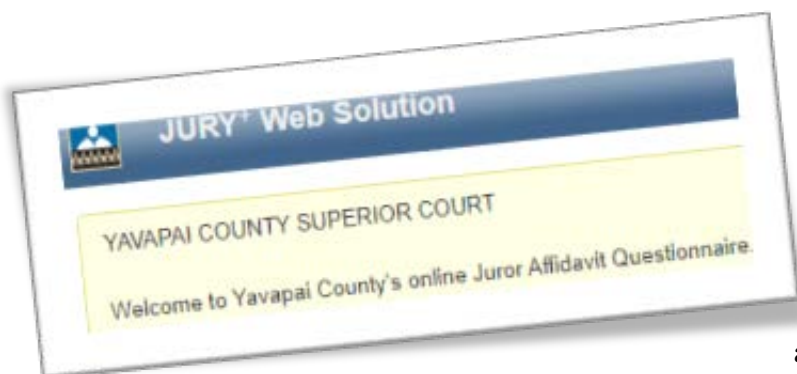 JURY⁺ Web Solution
YAVAPAI COUNTY SUPERIOR COURT
Welcome to Yavapai County's online Juror Affidavit Questionnaire.
a